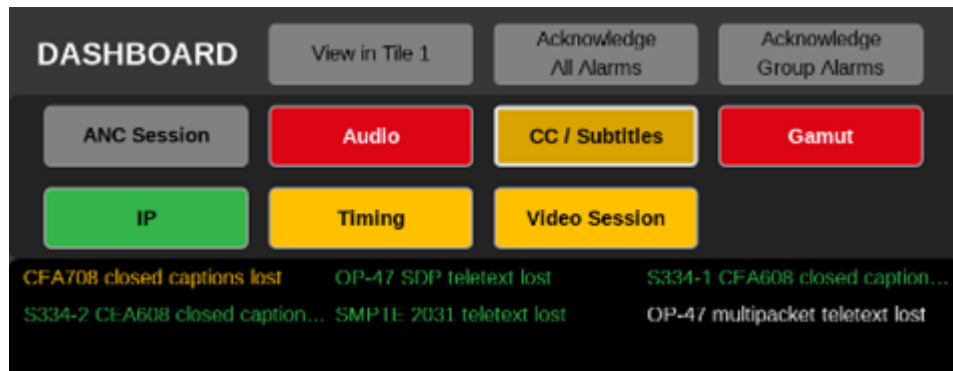 DASHBOARD
View in Tile 1
Acknowledge
All Alarms
Acknowledge
Group Alarms
ANC Session
Audio
CC / Subtitles
Gamut
IP
Timing
Video Session
CEA708 closed captions lost
OP-47 SDP teletext lost
S334-1 CEA608 closed caption...
S334-2 CEA608 closed caption...
SMPTE 2031 teletext lost
OP-47 multipacket teletext lost